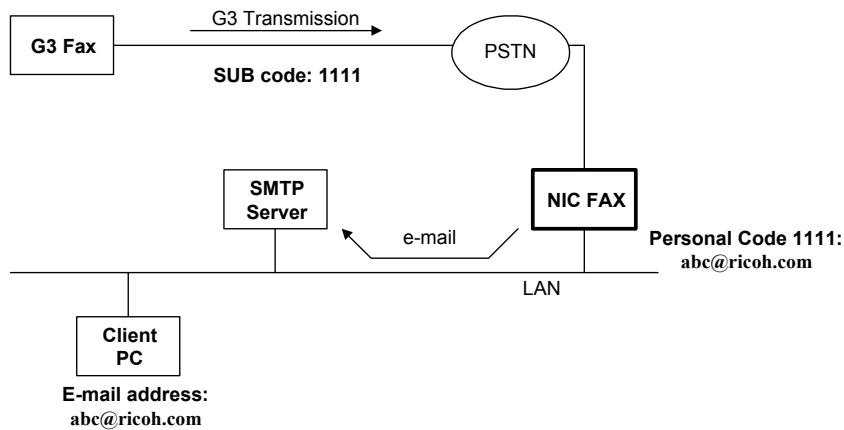 G3 Transmission
G3 Fax
PSTN
SUB code: 1111
SMTP
Server
NIC FAX
e-mail
Personal Code 1111:
abc@ricoh.com
LAN
Client
PC
E-mail address:
abc@ricoh.com